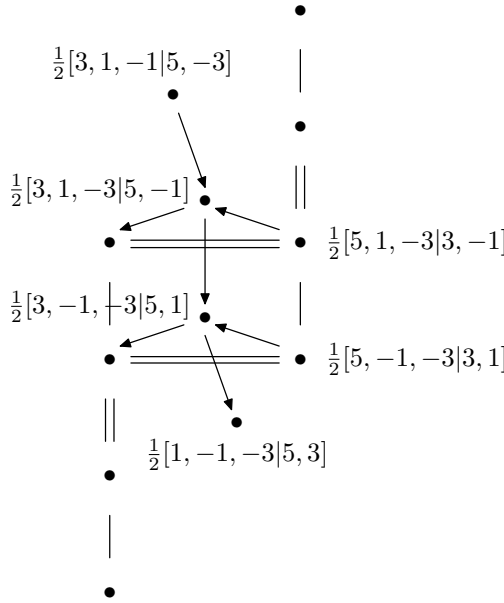 ½[3, 1, −1|5, −3]
½[3, 1, −3|5, −1]
½[5, 1, −3|3, −1]
½[3, −1, −3|5, 1]
½[5, −1, −3|3, 1]
½[1, −1, −3|5, 3]